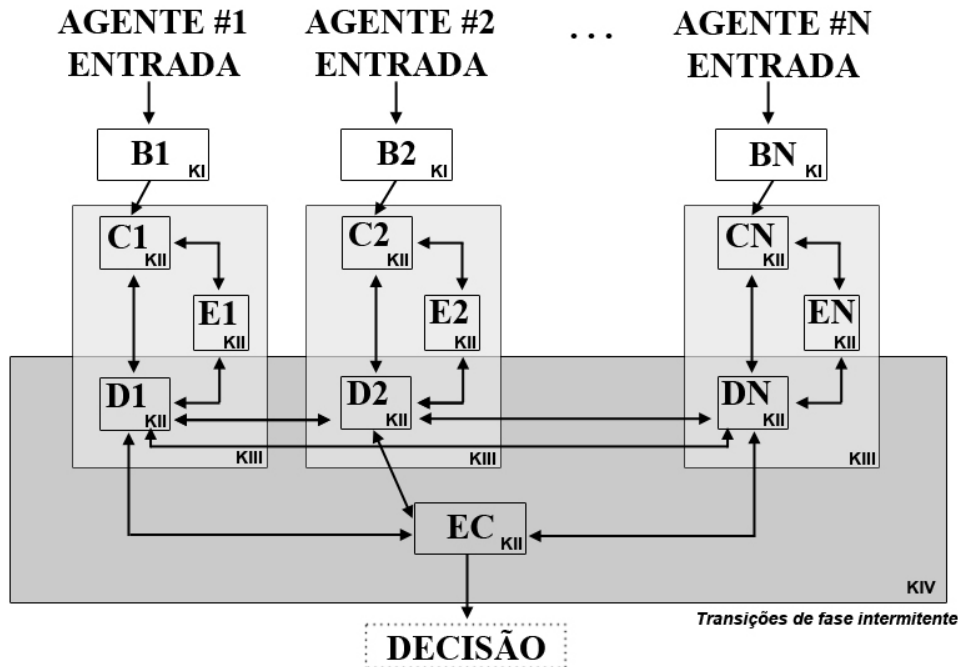 AGENTE #1 AGENTE #2 . . . AGENTE #N
ENTRADA ENTRADA ENTRADA
B1 KI B2 KI BN KI
C1 KII C2 KII CN KII
E1 KII E2 KII EN KII
D1 KII D2 KII DN KII
KIII KIII KIII
EC KII
KIV
Transições de fase intermitente
DECISÃO